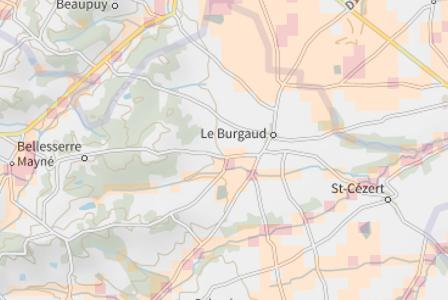 Beaupuy
Le Burgaud
Bellesserre
Mayné
St-Cézert